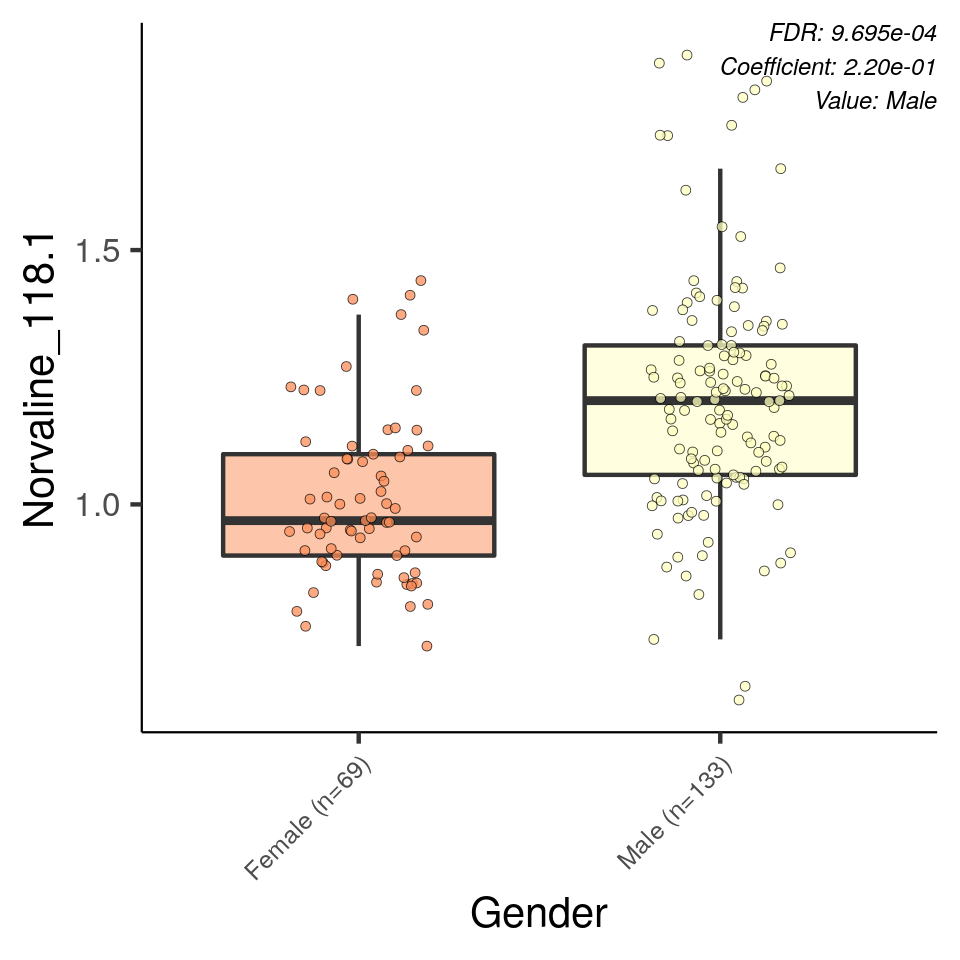 FDR: 9.695e-04
Coefficient: 2.20e-01
Value: Male
Norvaline_118.1
1.5
1.0
Female (n=69)
Male (n=133)
Gender